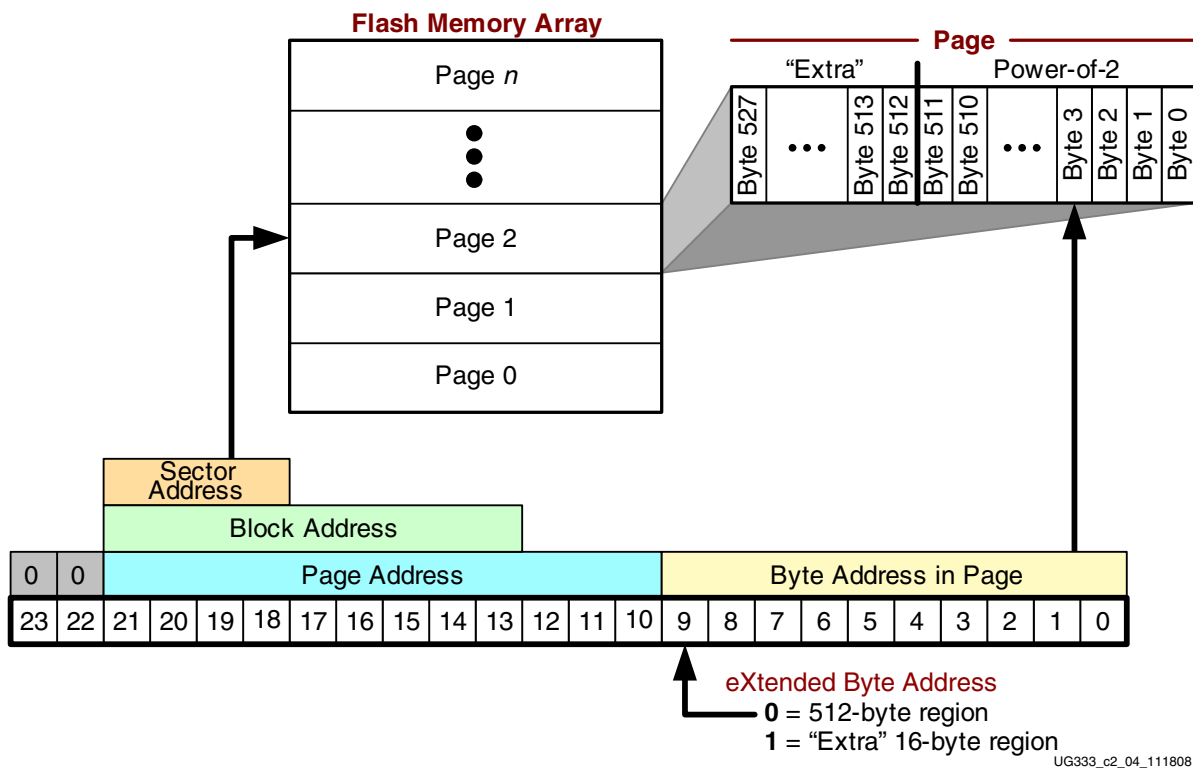 Flash Memory Array
Page
"Extra"
Power-of-2
Page n
Byte 527
•••
Byte 513
Byte 512
Byte 511
Byte 510
•••
Byte 3
Byte 2
Byte 1
Byte 0
Page 2
Page 1
Page 0
Sector
Address
Block Address
0 0 Page Address Byte Address in Page
23 22 21 20 19 18 17 16 15 14 13 12 11 10 9 8 7 6 5 4 3 2 1 0
eXtended Byte Address
0 = 512-byte region
1 = "Extra" 16-byte region
UG333_c2_04_111808